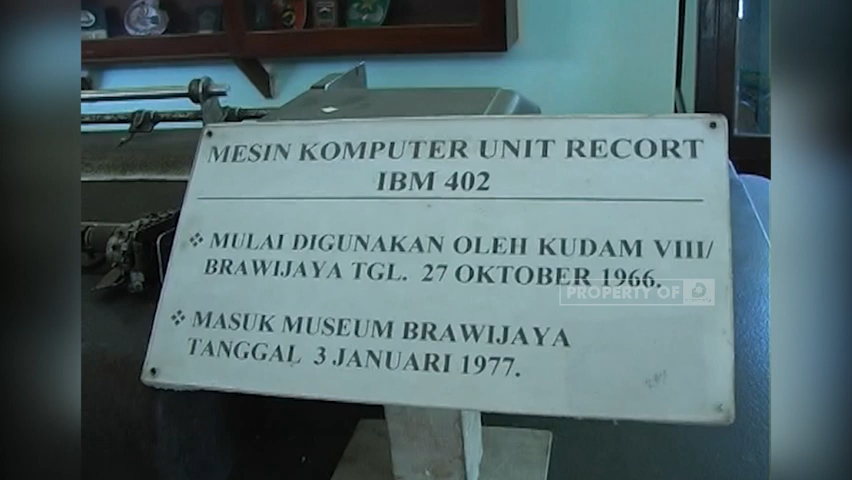 MESIN KOMPUTER UNIT RECORT
IBM 402
❖ MULAI DIGUNAKAN OLEH KUDAM VIII/
BRAWIJAYA TGL. 27 OKTOBER 1966.
PROPERTY OF
❖ MASUK MUSEUM BRAWIJAYA
TANGGAL 3 JANUARI 1977.